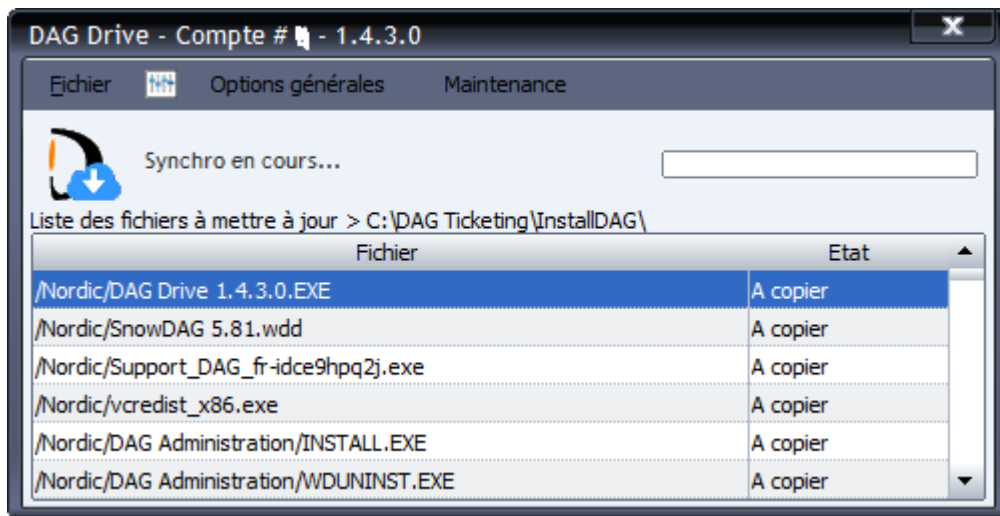 DAG Drive - Compte # - 1.4.3.0
Fichier Options générales Maintenance
Synchro en cours...
Liste des fichiers à mettre à jour > C:\DAG Ticketing\InstallDAG\
Fichier Etat
/Nordic/DAG Drive 1.4.3.0.EXE A copier
/Nordic/SnowDAG 5.81.wdd A copier
/Nordic/Support_DAG_fr-idce9hpq2j.exe A copier
/Nordic/vcredist_x86.exe A copier
/Nordic/DAG Administration/INSTALL.EXE A copier
/Nordic/DAG Administration/WDUNINST.EXE A copier